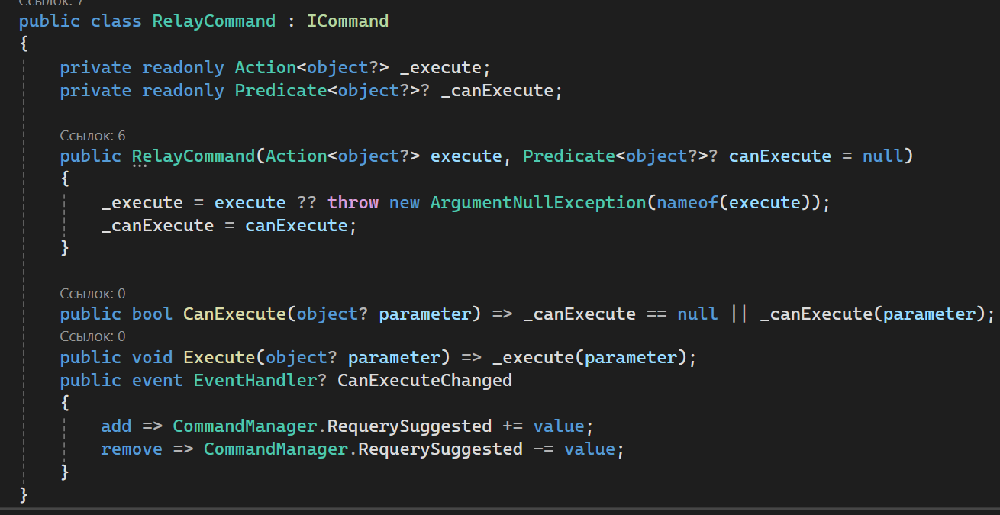 Ссылок: 7
public class RelayCommand : ICommand
{
private readonly Action<object?> _execute;
private readonly Predicate<object?>? _canExecute;
Ссылок: 6
public RelayCommand(Action<object?> execute, Predicate<object?>? canExecute = null)
{
_execute = execute ?? throw new ArgumentNullException(nameof(execute));
_canExecute = canExecute;
}
Ссылок: 0
public bool CanExecute(object? parameter) => _canExecute == null || _canExecute(parameter);
Ссылок: 0
public void Execute(object? parameter) => _execute(parameter);
public event EventHandler? CanExecuteChanged
{
add => CommandManager.RequerySuggested += value;
remove => CommandManager.RequerySuggested -= value;
}
}